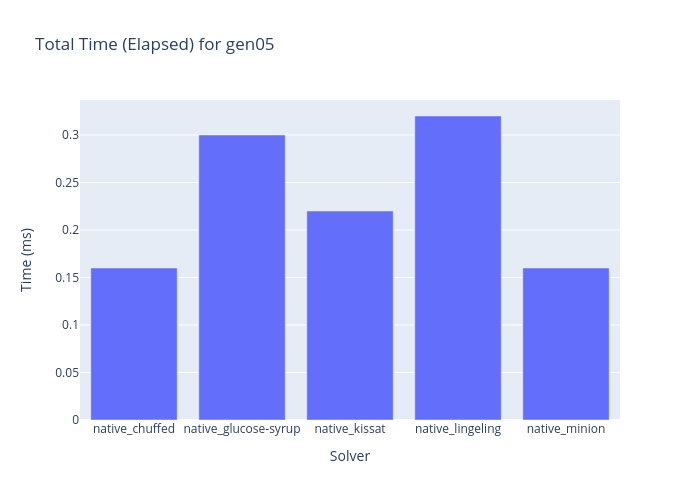 Total Time (Elapsed) for gen05
0.3
0.25
0.2
0.15
0.1
0.05
0
Time (ms)
native_chuffed native_glucose-syrup native_kissat native_lingeling native_minion
Solver